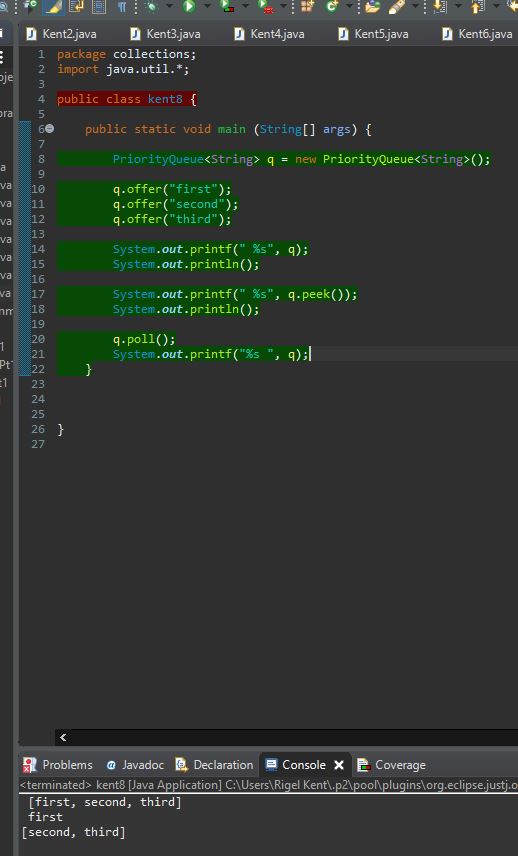 Kent2.java Kent3.java Kent4.java Kent5.java Kent6.java
1 package collections;
2 import java.util.*;
3
4 public class kent8 {
5
6 public static void main (String[] args) {
7
8 PriorityQueue<String> q = new PriorityQueue<String>();
9
10 q.offer("first");
11 q.offer("second");
12 q.offer("third");
13
14 System.out.printf(" %s", q);
15 System.out.println();
16
17 System.out.printf(" %s", q.peek());
18 System.out.println();
19
20 q.poll();
21 System.out.printf("%s ", q);
22 }
23
24
25
26 }
27
Problems Javadoc Declaration Console Coverage
<terminated> kent8 [Java Application] C:\Users\Rigel Kent\.p2\pool\plugins\org.eclipse.justj.o
[first, second, third]
first
[second, third]